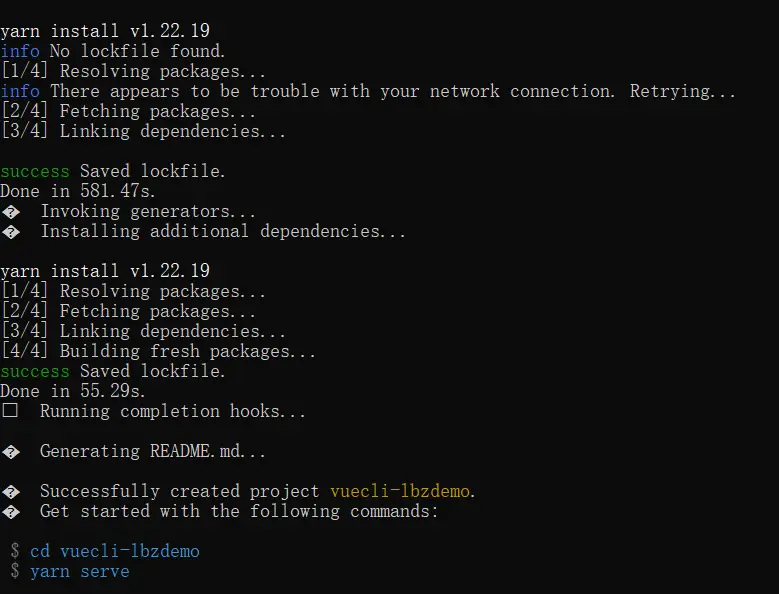 yarn install v1.22.19
info No lockfile found.
[1/4] Resolving packages...
info There appears to be trouble with your network connection. Retrying...
[2/4] Fetching packages...
[3/4] Linking dependencies...
success Saved lockfile.
Done in 581.47s.
�  Invoking generators...
�  Installing additional dependencies...
yarn install v1.22.19
[1/4] Resolving packages...
[2/4] Fetching packages...
[3/4] Linking dependencies...
[4/4] Building fresh packages...
success Saved lockfile.
Done in 55.29s.
□  Running completion hooks...
�  Generating README.md...
�  Successfully created project vuecli-lbzdemo.
�  Get started with the following commands:
$ cd vuecli-lbzdemo
$ yarn serve